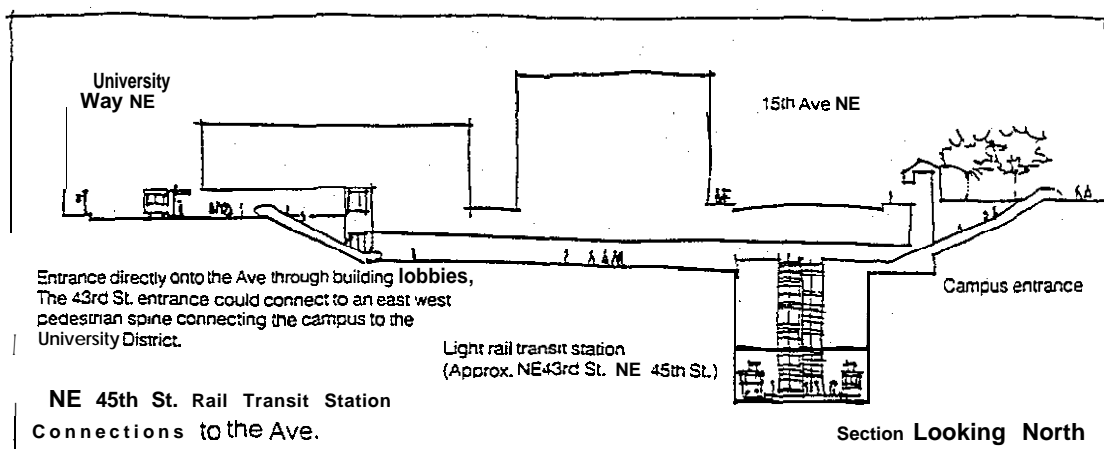 University
Way NE
15th Ave NE
Entrance directly onto the Ave through building lobbies,
The 43rd St. entrance could connect to an east west
pedestrian spine connecting the campus to the
University District.
Campus entrance
Light rail transit station
(Approx. NE43rd St. NE 45th St.)
NE 45th St. Rail Transit Station
Connections to the Ave.
Section Looking North